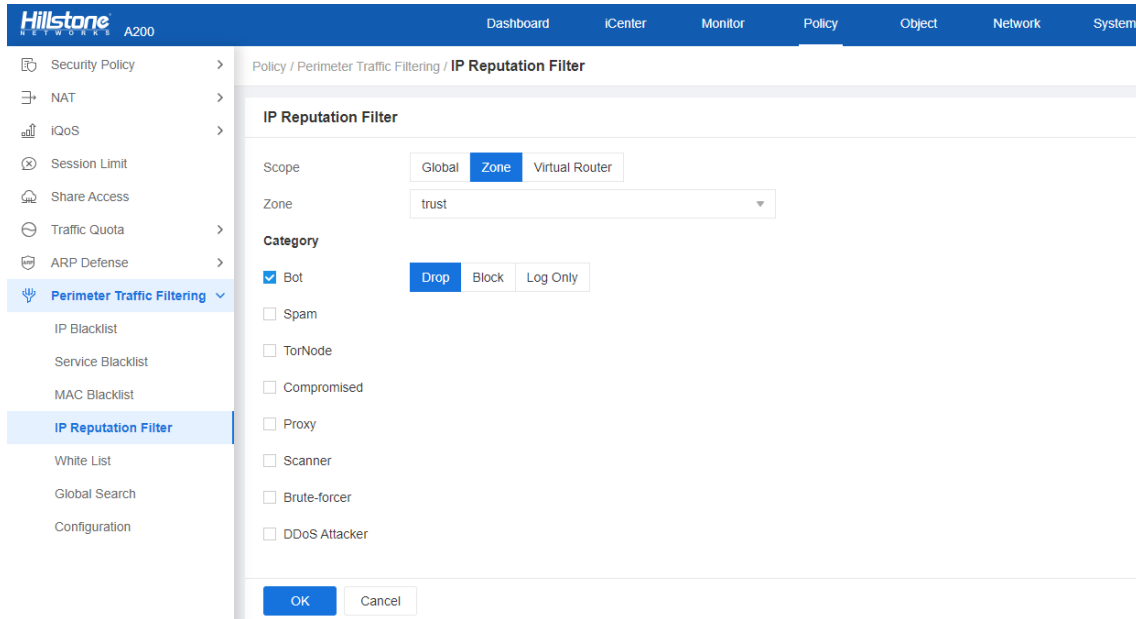 Hillstone
NETWORKS A200
Dashboard iCenter Monitor Policy Object Network System
Security Policy
NAT
iQoS
Session Limit
Share Access
Traffic Quota
ARP Defense
Perimeter Traffic Filtering
IP Blacklist
Service Blacklist
MAC Blacklist
IP Reputation Filter
White List
Global Search
Configuration
Policy / Perimeter Traffic Filtering / IP Reputation Filter
IP Reputation Filter
Scope Global Zone Virtual Router
Zone trust
Category
Bot Drop Block Log Only
Spam
TorNode
Compromised
Proxy
Scanner
Brute-forcer
DDoS Attacker
OK Cancel